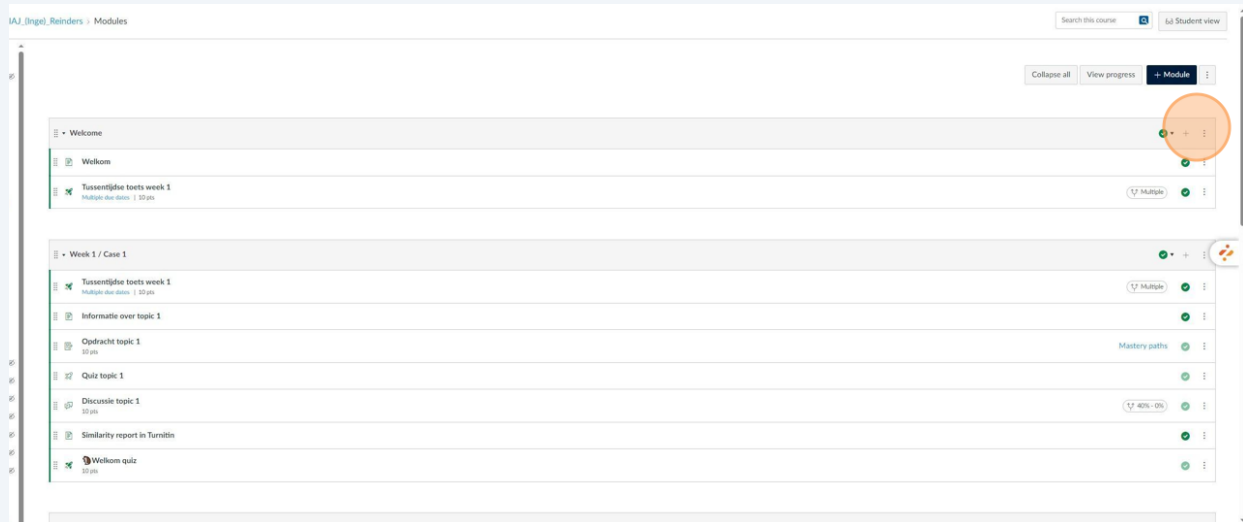 IAJ_(Inge)_Reinders › Modules
Search this course
Student view
Collapse all
View progress
+ Module
Welcome
Welkom
Tussentijdse toets week 1
Multiple due dates | 10 pts
Multiple
Week 1 / Case 1
Tussentijdse toets week 1
Multiple due dates | 10 pts
Multiple
Informatie over topic 1
Opdracht topic 1
10 pts
Mastery paths
Quiz topic 1
Discussie topic 1
10 pts
40% - 0%
Similarity report in Turnitin
Welkom quiz
10 pts